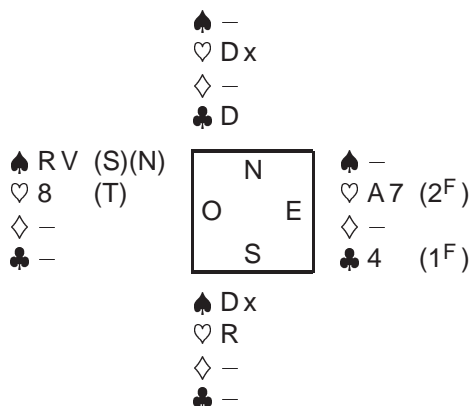 ♠ –
♡ D x
♢ –
♣ D
♠ R V (S)(N)
♡ 8 (T)
♢ –
♣ –
N
O E
S
♠ –
♡ A 7 (2F)
♢ –
♣ 4 (1F)
♠ D x
♡ R
♢ –
♣ –